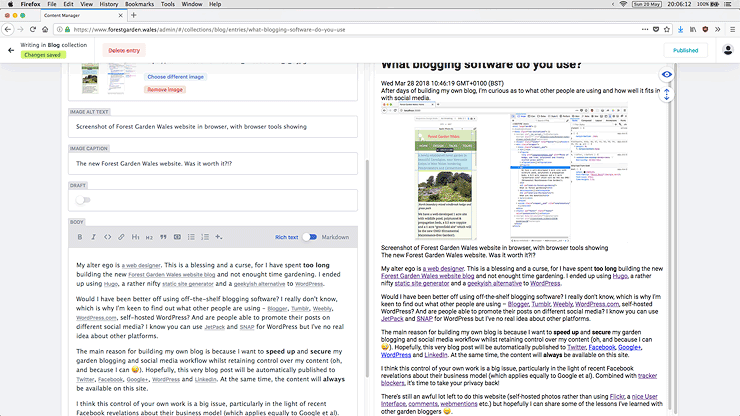 Firefox File Edit View History Bookmarks Tools Window Help
Sun 20 May 20:06:12 100%
Content Manager
https://www.forestgarden.wales/admin/#/collections/blog/entries/what-blogging-software-do-you-use
Writing in Blog collection
Changes saved
Delete entry
Published
Choose different image
Remove image
IMAGE ALT TEXT
Screenshot of Forest Garden Wales website in browser, with browser tools showing
IMAGE CAPTION
The new Forest Garden Wales website. Was it worth it?!?
DRAFT
BODY
B I H1 H2 Rich text Markdown
My alter ego is a web designer. This is a blessing and a curse, for I have spent too long
building the new Forest Garden Wales website blog and not enought time gardening. I ended
up using Hugo, a rather nifty static site generator and a geekyish alternative to WordPress.
Would I have been better off using off-the-shelf blogging software? I really don't know,
which is why I'm keen to find out what other people are using – Blogger, Tumblr, Weebly,
WordPress.com, self-hosted WordPress? And are people able to promote their posts on
different social media? I know you can use JetPack and SNAP for WordPress but I've no real
idea about other platforms.
The main reason for building my own blog is because I want to speed up and secure my
garden blogging and social media workflow whilst retaining control over my content (oh,
and because I can 😜). Hopefully, this very blog post will be automatically published to
Twitter, Facebook, Google+, WordPress and Linkedin. At the same time, the content will always
be available on this site.
I think this control of your own work is a big issue, particularly in the light of recent
Facebook revelations about their business model (which applies equally to Google et al).
What blogging software do you use?
Wed Mar 28 2018 10:46:19 GMT+0100 (BST)
After days of building my own blog, I'm curious as to what other people are using and how well it fits in
with social media.
Screenshot of Forest Garden Wales website in browser, with browser tools showing
The new Forest Garden Wales website. Was it worth it?!?
My alter ego is a web designer. This is a blessing and a curse, for I have spent too long building the new
Forest Garden Wales website blog and not enought time gardening. I ended up using Hugo, a rather
nifty static site generator and a geekyish alternative to WordPress.
Would I have been better off using off-the-shelf blogging software? I really don't know, which is why I'm
keen to find out what other people are using – Blogger, Tumblr, Weebly, WordPress.com, self-hosted
WordPress? And are people able to promote their posts on different social media? I know you can use
JetPack and SNAP for WordPress but I've no real idea about other platforms.
The main reason for building my own blog is because I want to speed up and secure my garden
blogging and social media workflow whilst retaining control over my content (oh, and because I can
😜). Hopefully, this very blog post will be automatically published to Twitter, Facebook, Google+,
WordPress and LinkedIn. At the same time, the content will always be available on this site.
I think this control of your own work is a big issue, particularly in the light of recent Facebook
revelations about their business model (which applies equally to Google et al). Combined with tracker
blockers, it's time to take your privacy back!
There's still an awful lot left to do this website (self-hosted photos rather than using Flickr, a nice User
Interface, comments, webmentions etc.) but hopefully I can share some of the lessons I've learned with
other garden bloggers 😜.